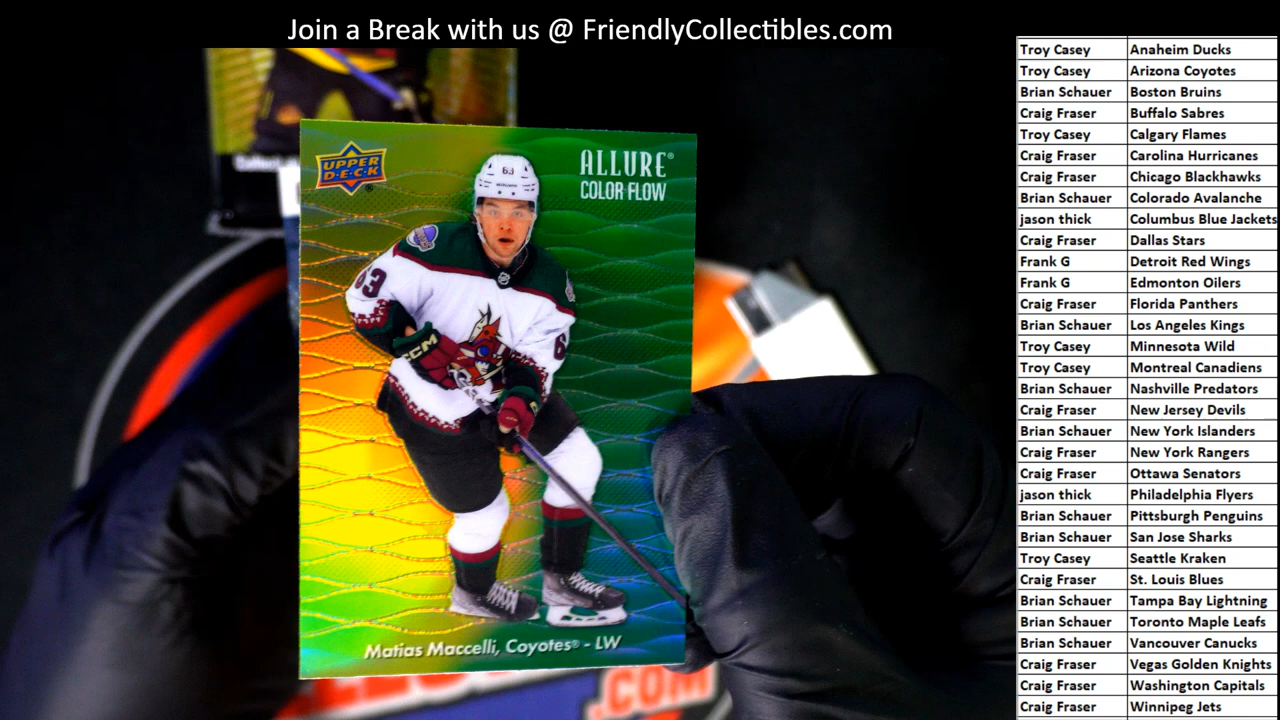 Join a Break with us @ FriendlyCollectibles.com
UPPER
D·E·C·K
ALLURE®
COLOR FLOW
63
63
CCM
6
Matias Maccelli, Coyotes® - LW
.COM
Troy Casey Anaheim Ducks
Troy Casey Arizona Coyotes
Brian Schauer Boston Bruins
Craig Fraser Buffalo Sabres
Troy Casey Calgary Flames
Craig Fraser Carolina Hurricanes
Craig Fraser Chicago Blackhawks
Brian Schauer Colorado Avalanche
jason thick Columbus Blue Jackets
Craig Fraser Dallas Stars
Frank G Detroit Red Wings
Frank G Edmonton Oilers
Craig Fraser Florida Panthers
Brian Schauer Los Angeles Kings
Troy Casey Minnesota Wild
Troy Casey Montreal Canadiens
Brian Schauer Nashville Predators
Craig Fraser New Jersey Devils
Brian Schauer New York Islanders
Craig Fraser New York Rangers
Craig Fraser Ottawa Senators
jason thick Philadelphia Flyers
Brian Schauer Pittsburgh Penguins
Brian Schauer San Jose Sharks
Troy Casey Seattle Kraken
Craig Fraser St. Louis Blues
Brian Schauer Tampa Bay Lightning
Brian Schauer Toronto Maple Leafs
Brian Schauer Vancouver Canucks
Craig Fraser Vegas Golden Knights
Craig Fraser Washington Capitals
Craig Fraser Winnipeg Jets